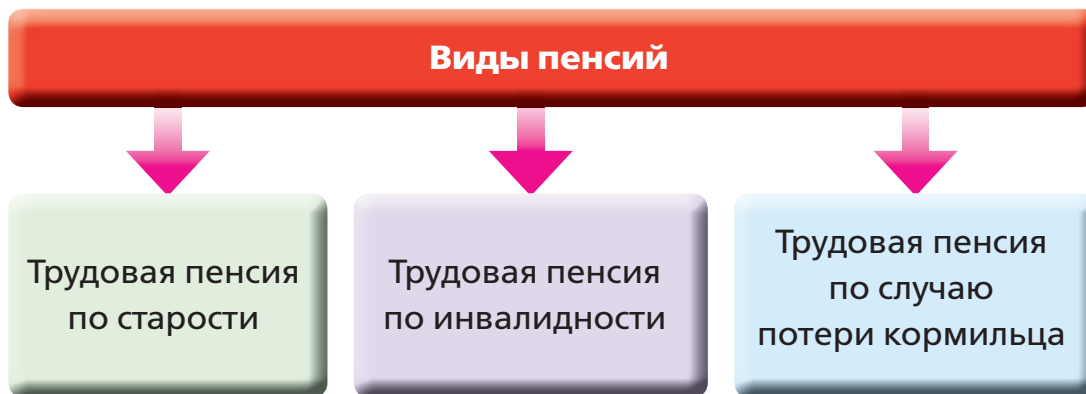 Виды пенсий
Трудовая пенсия
по старости
Трудовая пенсия
по инвалидности
Трудовая пенсия
по случаю
потери кормильца